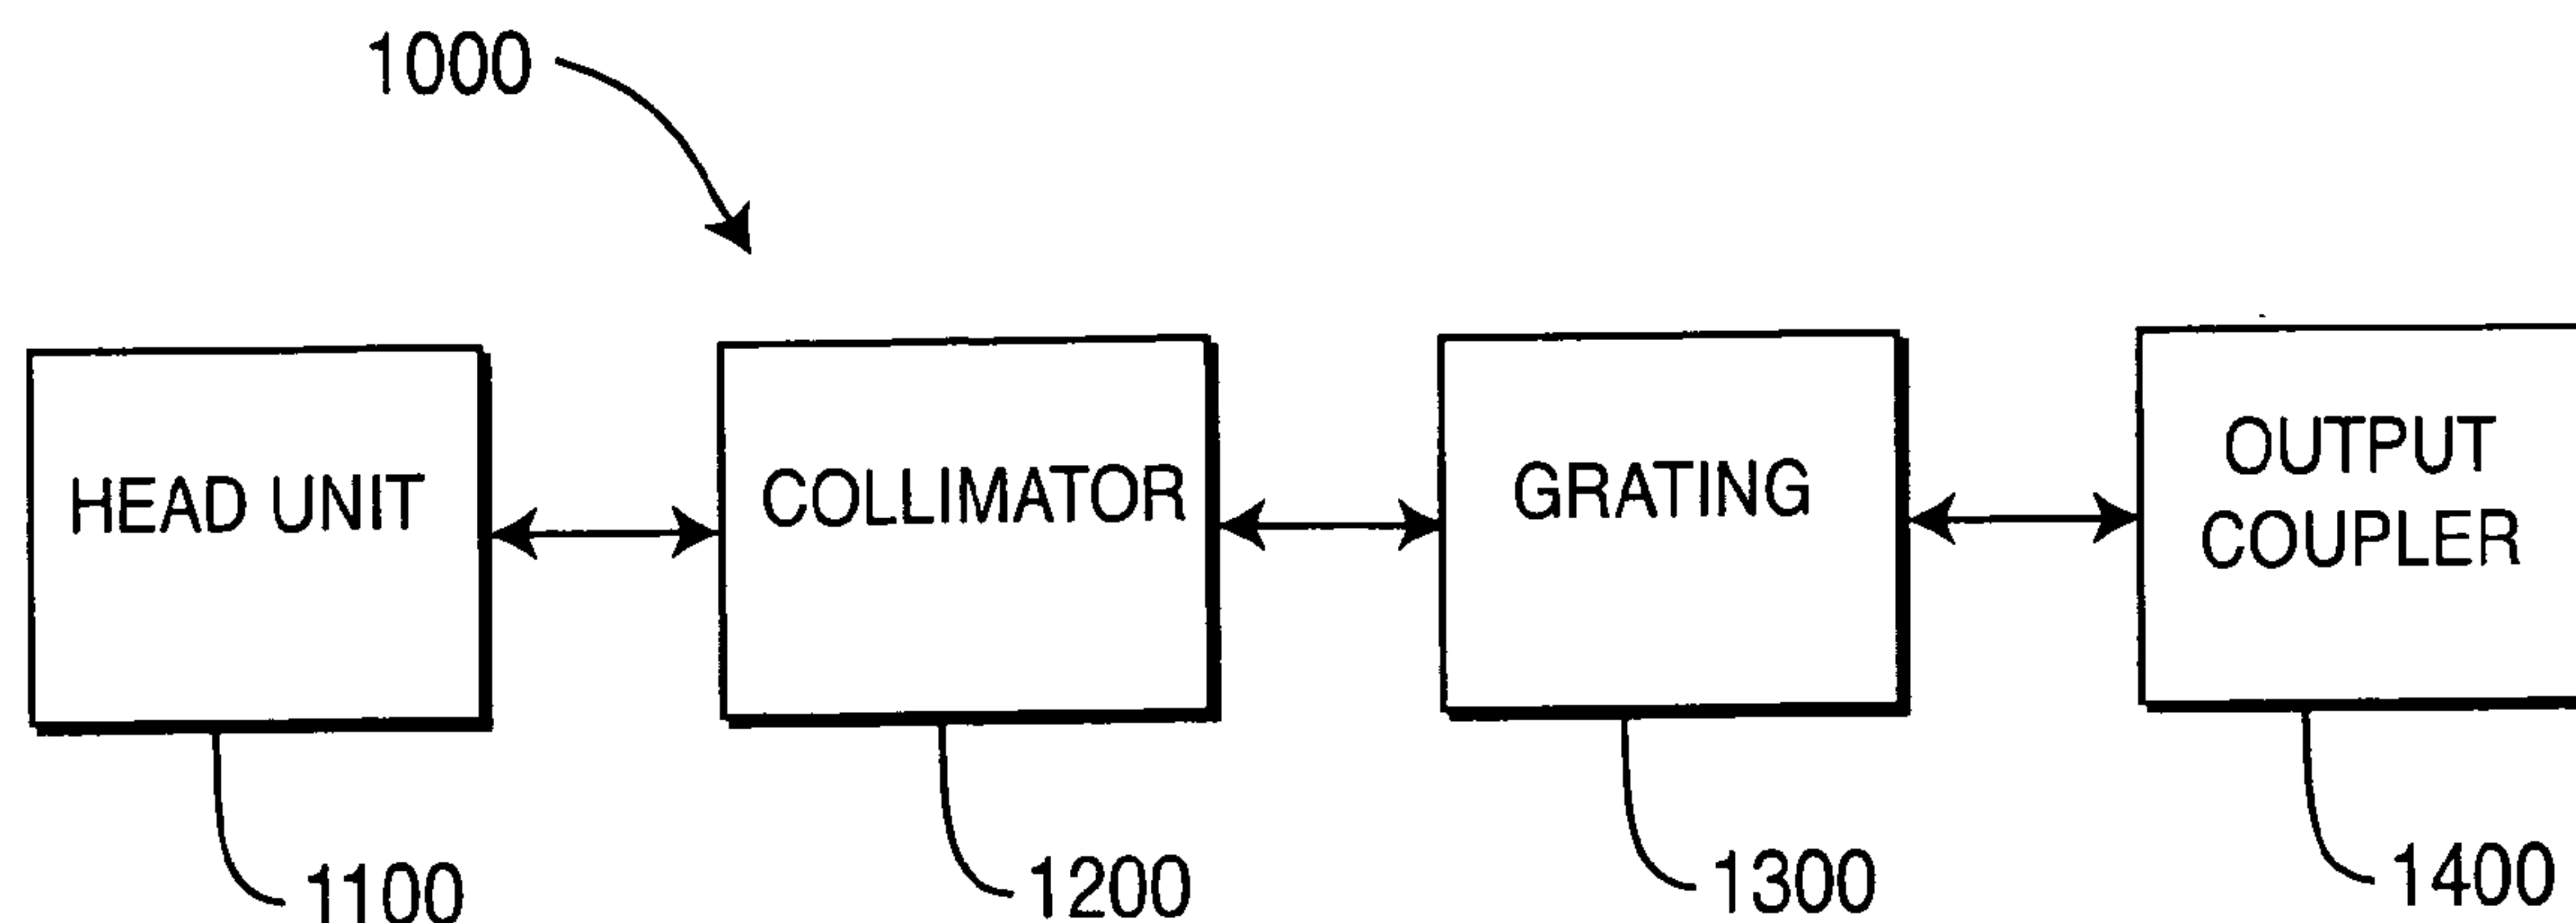 1000
HEAD UNIT
COLLIMATOR
GRATING
OUTPUT
COUPLER
1100
1200
1300
1400